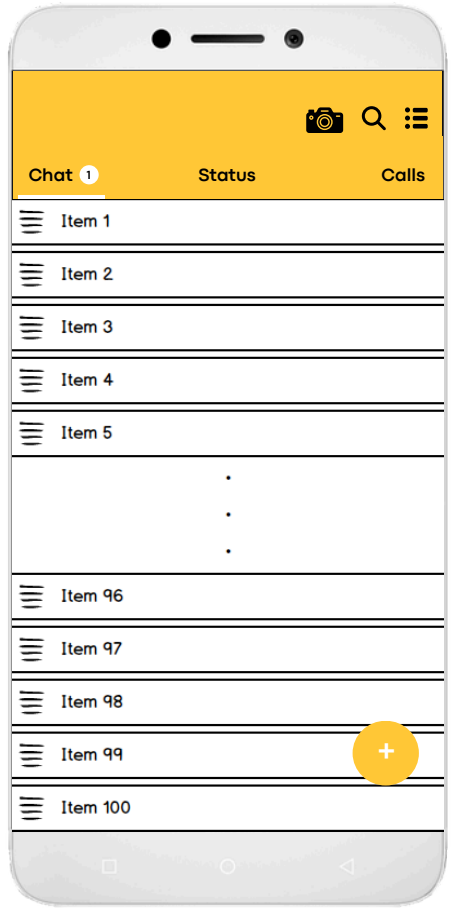 Chat 1 Status Calls
Item 1
Item 2
Item 3
Item 4
Item 5
.
.
.
Item 96
Item 97
Item 98
Item 99
+
Item 100